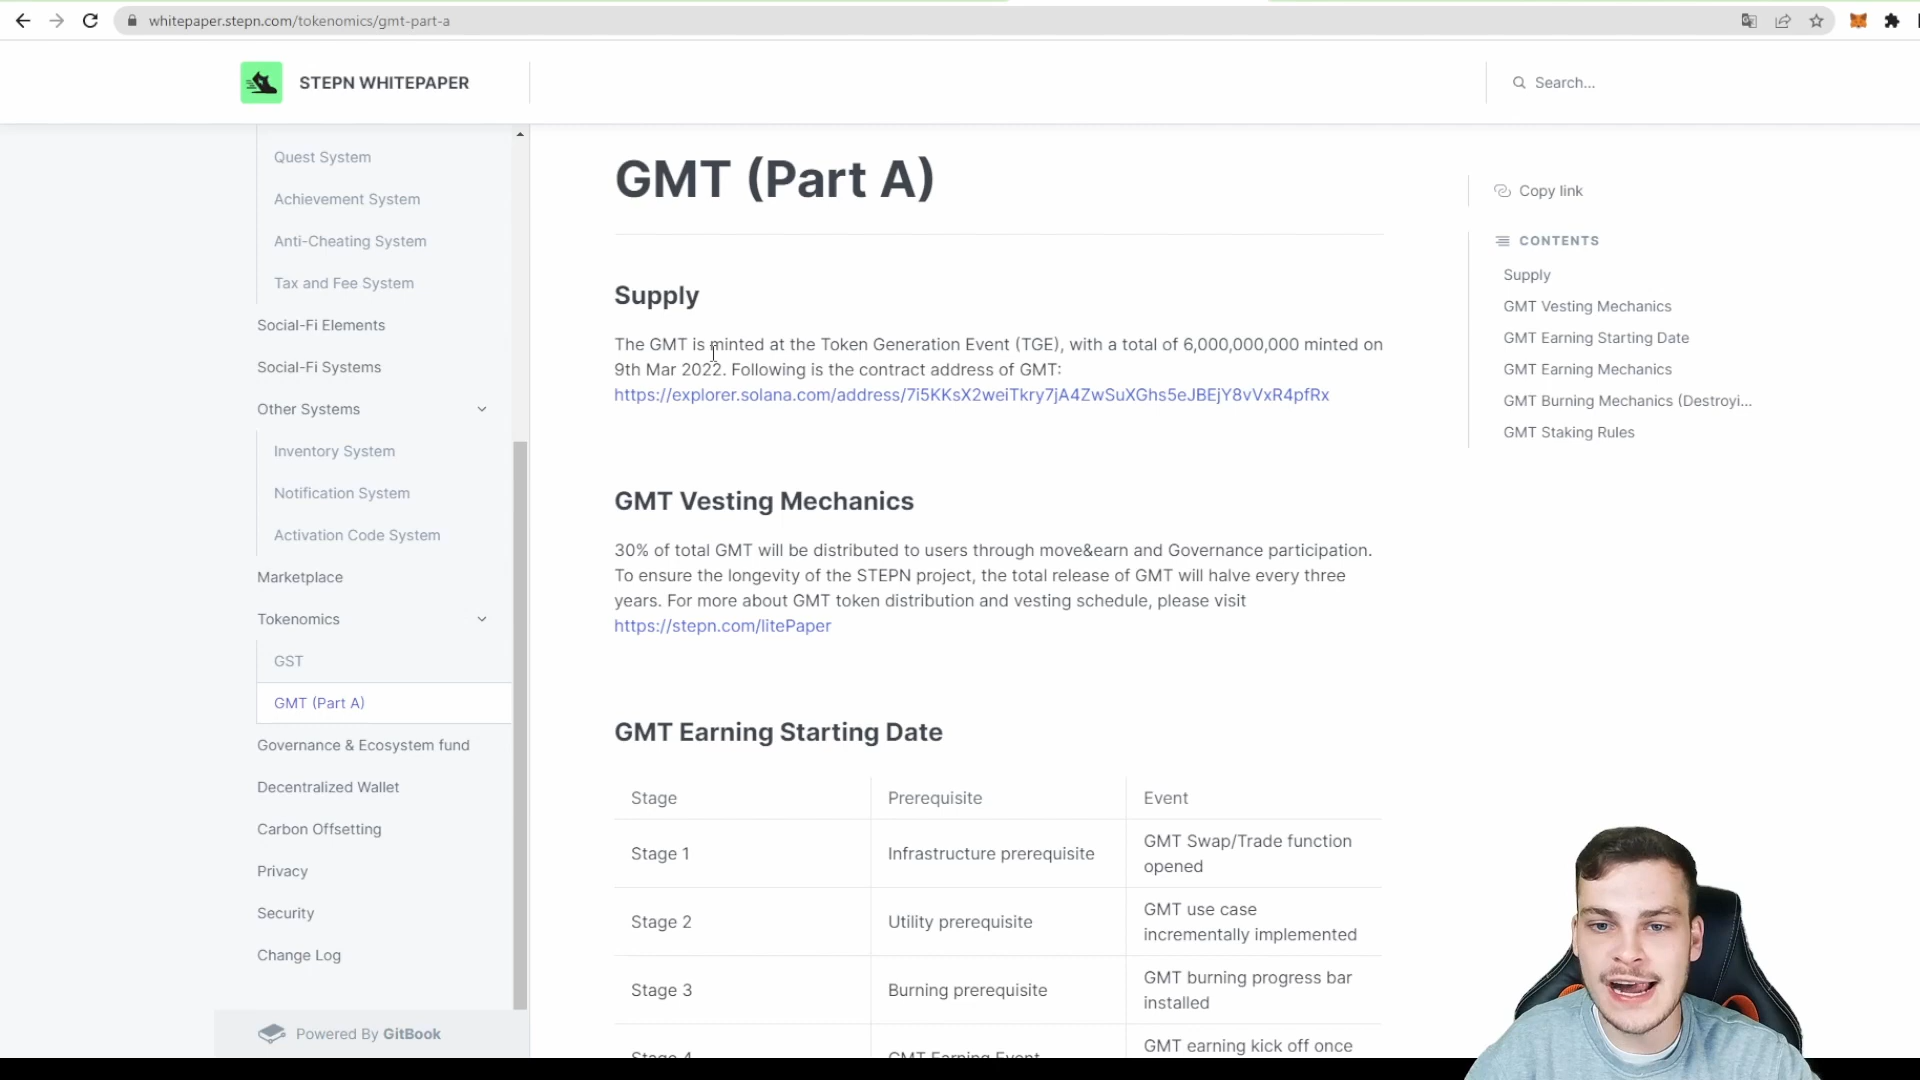 whitepaper.stepn.com/tokenomics/gmt-part-a
STEPN WHITEPAPER
Search...
Quest System
Achievement System
Anti-Cheating System
Tax and Fee System
Social-Fi Elements
Social-Fi Systems
Other Systems
Inventory System
Notification System
Activation Code System
Marketplace
Tokenomics
GST
GMT (Part A)
Governance & Ecosystem fund
Decentralized Wallet
Carbon Offsetting
Privacy
Security
Change Log
Powered By GitBook
GMT (Part A)
Supply
The GMT is minted at the Token Generation Event (TGE), with a total of 6,000,000,000 minted on
9th Mar 2022. Following is the contract address of GMT:
https://explorer.solana.com/address/7i5KKsX2weiTkry7jA4ZwSuXGhs5eJBEjY8vVxR4pfRx
GMT Vesting Mechanics
30% of total GMT will be distributed to users through move&earn and Governance participation.
To ensure the longevity of the STEPN project, the total release of GMT will halve every three
years. For more about GMT token distribution and vesting schedule, please visit
https://stepn.com/litePaper
GMT Earning Starting Date
Stage Prerequisite Event
Stage 1 Infrastructure prerequisite GMT Swap/Trade function
opened
Stage 2 Utility prerequisite GMT use case
incrementally implemented
Stage 3 Burning prerequisite GMT burning progress bar
installed
Stage 4 GMT Earning Event GMT earning kick off once
Copy link
CONTENTS
Supply
GMT Vesting Mechanics
GMT Earning Starting Date
GMT Earning Mechanics
GMT Burning Mechanics (Destroyi...
GMT Staking Rules